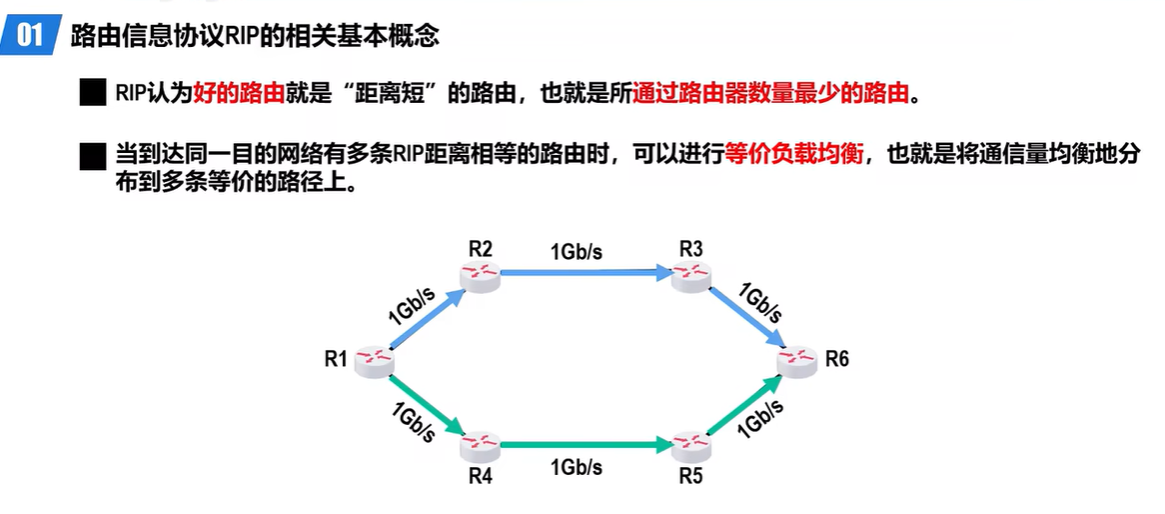 01 路由信息协议RIP的相关基本概念
RIP认为好的路由就是“距离短”的路由，也就是所通过路由器数量最少的路由。
当到达同一目的网络有多条RIP距离相等的路由时，可以进行等价负载均衡，也就是将通信量均衡地分
布到多条等价的路径上。
R2 1Gb/s R3
1Gb/s 1Gb/s
R1 R6
1Gb/s 1Gb/s
R4 1Gb/s R5